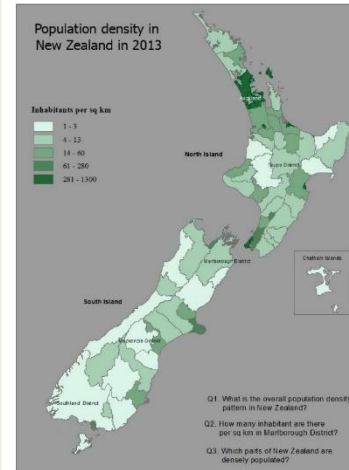 Population density in
New Zealand in 2013
Inhabitants per sq km
1 - 3
4 - 13
14 - 60
61 - 280
281 - 1300
North Island
Taupo District
Chatham Islands
Marlborough District
South Island
Mackenzie District
Southland District
Q1. What is the overall population density
pattern in New Zealand?
Q2. How many inhabitant are there
per sq km in Marlborough District?
Q3. Which parts of New Zealand are
densely populated?